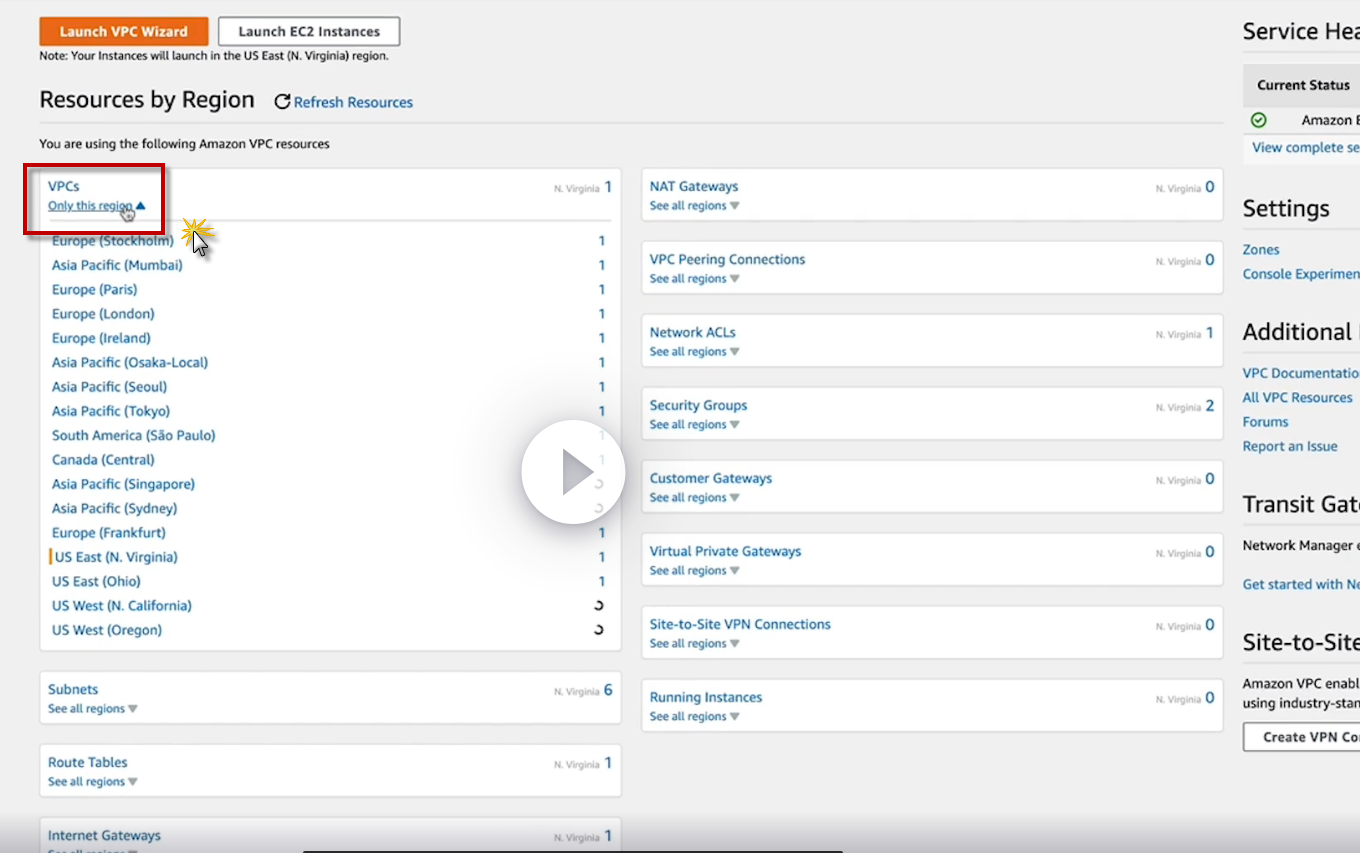 Launch VPC Wizard
Launch EC2 Instances
Note: Your Instances will launch in the US East (N. Virginia) region.
Resources by Region
Refresh Resources
You are using the following Amazon VPC resources
VPCs
N. Virginia 1
Only this region
Europe (Stockholm) 1
Asia Pacific (Mumbai) 1
Europe (Paris) 1
Europe (London) 1
Europe (Ireland) 1
Asia Pacific (Osaka-Local) 1
Asia Pacific (Seoul) 1
Asia Pacific (Tokyo) 1
South America (São Paulo) 1
Canada (Central) 1
Asia Pacific (Singapore)
Asia Pacific (Sydney)
Europe (Frankfurt) 1
US East (N. Virginia) 1
US East (Ohio) 1
US West (N. California)
US West (Oregon)
Subnets
N. Virginia 6
See all regions
Route Tables
N. Virginia 1
See all regions
Internet Gateways
N. Virginia 1
NAT Gateways
N. Virginia 0
See all regions
VPC Peering Connections
N. Virginia 0
See all regions
Network ACLs
N. Virginia 1
See all regions
Security Groups
N. Virginia 2
See all regions
Customer Gateways
N. Virginia 0
See all regions
Virtual Private Gateways
N. Virginia 0
See all regions
Site-to-Site VPN Connections
N. Virginia 0
See all regions
Running Instances
N. Virginia 0
See all regions
Service Hea
Current Status
Amazon E
View complete se
Settings
Zones
Console Experimen
Additional
VPC Documentatio
All VPC Resources
Forums
Report an Issue
Transit Gat
Network Manager e
Get started with Ne
Site-to-Site
Amazon VPC enabl
using industry-stan
Create VPN Co